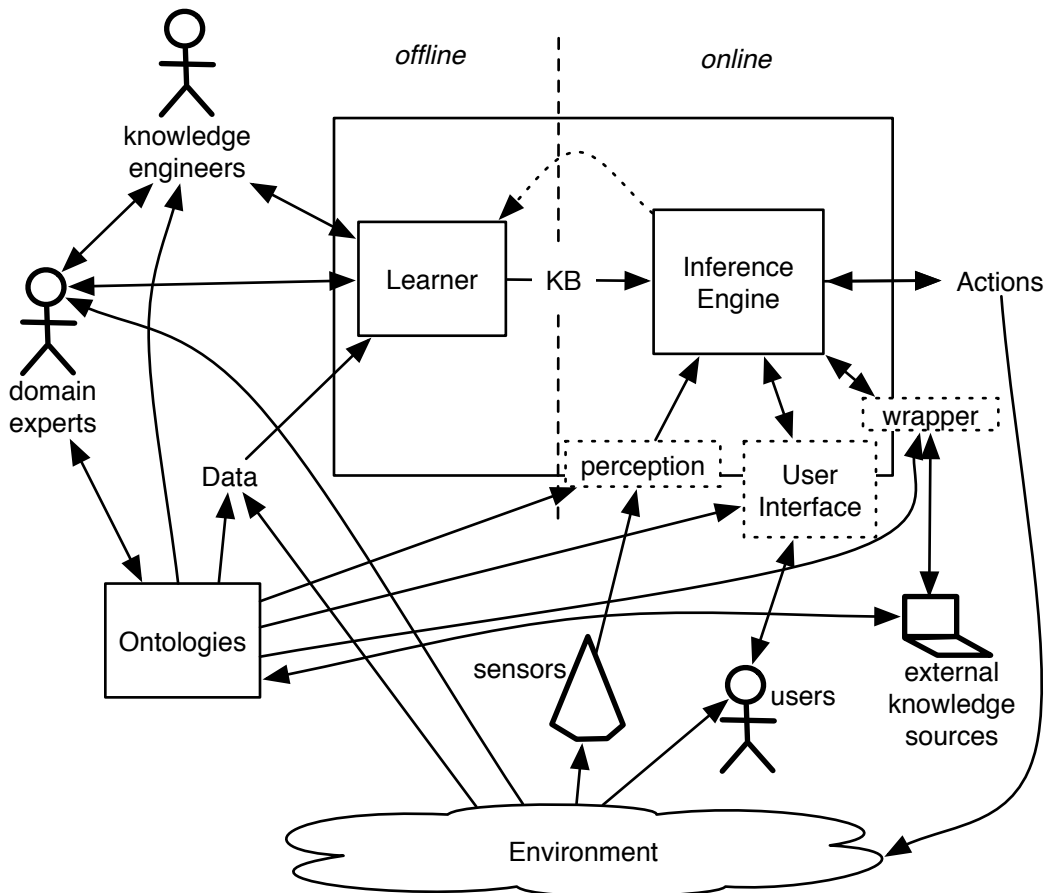 offline
online
knowledge
engineers
Learner
KB
Inference
Engine
Actions
domain
experts
wrapper
Data
perception
User
Interface
Ontologies
sensors
users
external
knowledge
sources
Environment